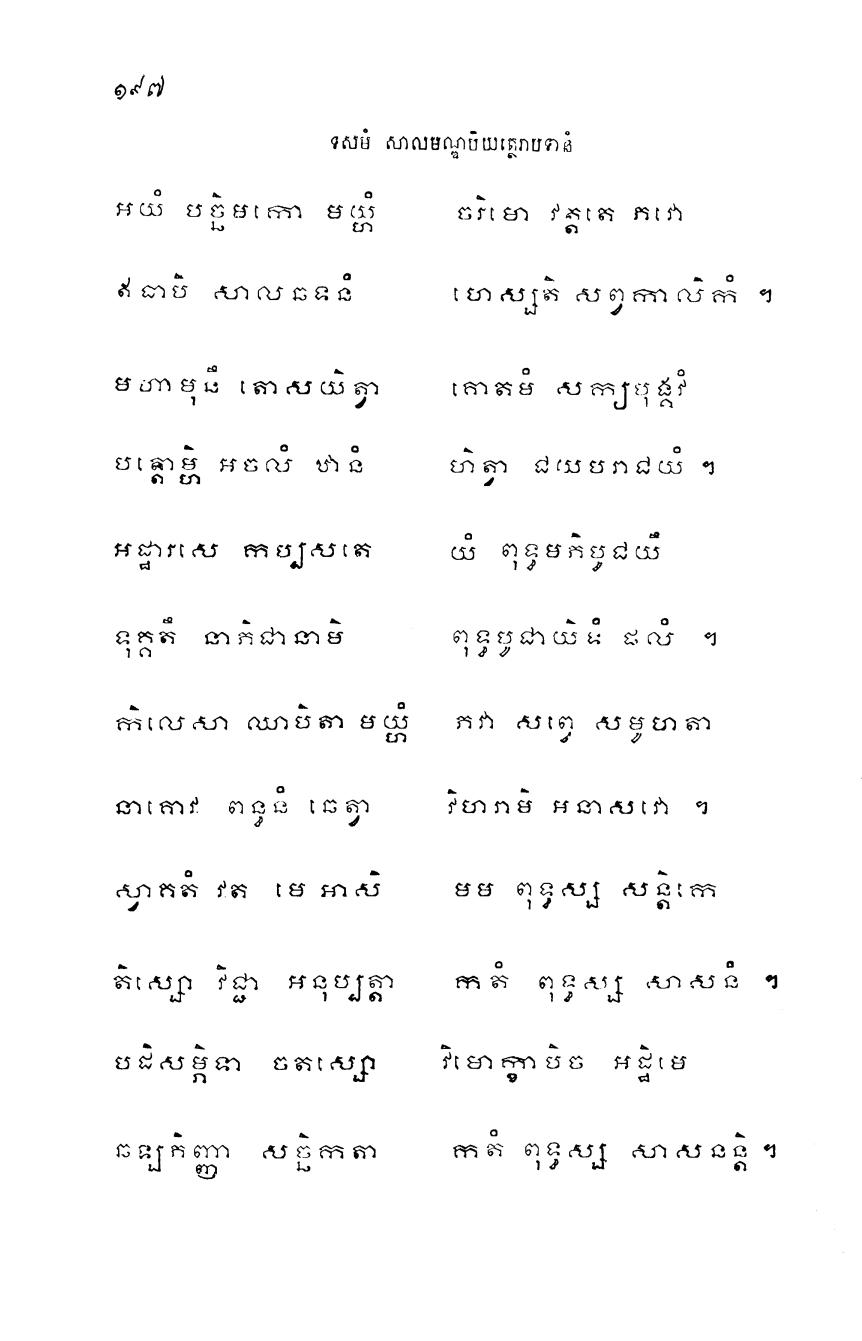 ១៩៧
ទសមំ សាលមណ្ឌបិយត្ថេរាបទានំ
អយំ បច្ឆិមកោ មយ្ហំ ចរិមោ វត្តតេ ភវោ
ឥធាបិ សាលឆទនំ ហេស្សតិ សព្វកាលិកំ ។
មហាមុនឹ តោសយិត្វា គោតមំ សក្យបុង្គវំ
បត្តោម្ហិ អចលំ ឋានំ ហិត្វា ជយបរាជយំ ។
អដ្ឋារសេ កប្បសតេ យំ ពុទ្ធមភិបូជយឹ
ទុគ្គតឹ នាភិជានាមិ ពុទ្ធបូជាយិទំ ផលំ ។
កិលេសា ឈាបិតា មយ្ហំ ភវា សព្វេ សមូហតា
នាគោវ ពន្ធនំ ឆេត្វា វិហរាមិ អនាសវោ ។
ស្វាគតំ វត មេ អាសិ មម ពុទ្ធស្ស សន្តិកេ
តិស្សោ វិជ្ជា អនុប្បត្តា កតំ ពុទ្ធស្ស សាសនំ ។
បដិសម្ភិទា ចតស្សោ វិមោក្ខាបិច អដ្ឋិមេ
ឆឡភិញ្ញា សច្ឆិកតា កតំ ពុទ្ធស្ស សាសនន្តិ ។